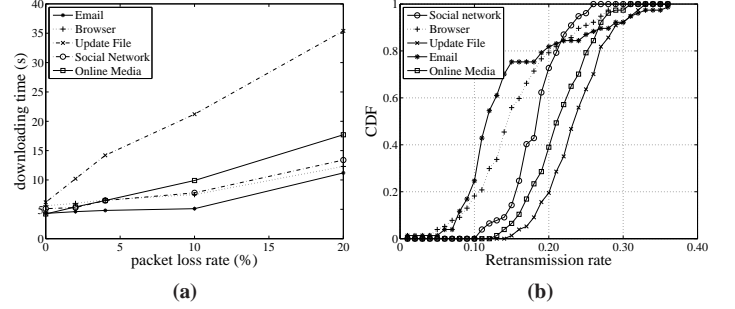 Email
Browser
Update File
Social Network
Online Media
40
35
30
25
20
15
10
5
0
0
5
10
15
20
downloading time (s)
packet loss rate (%)
(a)
Social network
Browser
Update File
Email
Online Media
1
0.8
0.6
0.4
0.2
0
0
0.10
0.20
0.30
0.40
CDF
Retransmission rate
(b)